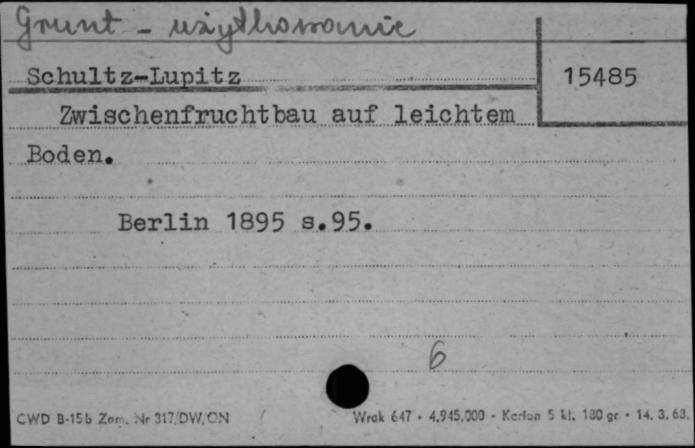 Grunt - użytkowanie
Schultz-Lupitz 15485
Zwischenfruchtbau auf leichtem
Boden.
Berlin 1895 s.95.
6
CWD B-15b Zam. Nr 317/DW/ON Wrak 647 - 4.945.000 - Karton 5 kl. 180 gr - 14. 3. 63.